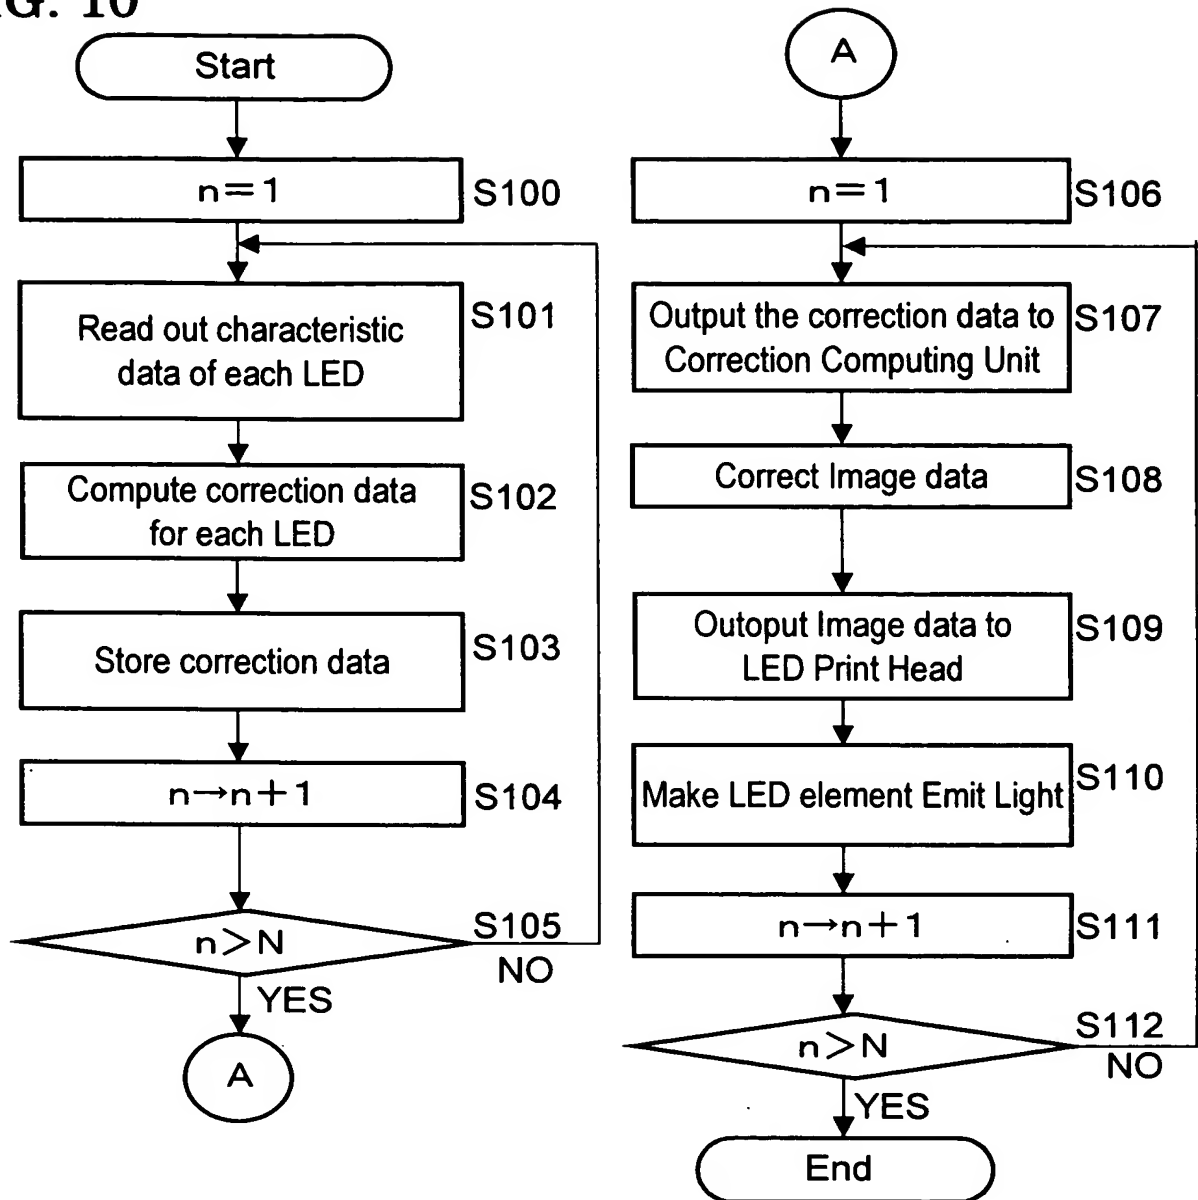 FIG. 10
Start
n=1
S100
Read out characteristic
data of each LED
S101
Compute correction data
for each LED
S102
Store correction data
S103
n→n+1
S104
n>N
S105
NO
YES
A
A
n=1
S106
Output the correction data to
Correction Computing Unit
S107
Correct Image data
S108
Outoput Image data to
LED Print Head
S109
Make LED element Emit Light
S110
n→n+1
S111
n>N
S112
NO
YES
End